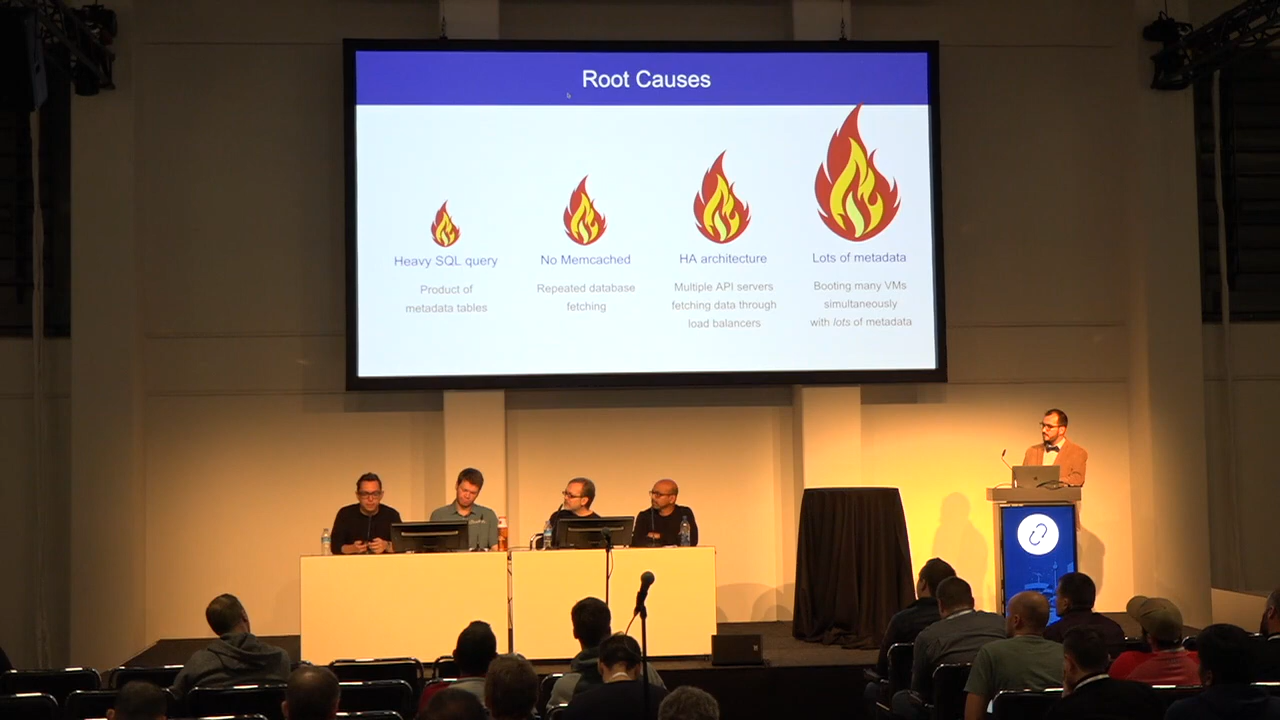 Root Causes
Heavy SQL query
Product of
metadata tables
No Memcached
Repeated database
fetching
HA architecture
Multiple API servers
fetching data through
load balancers
Lots of metadata
Booting many VMs
simultaneously
with lots of metadata